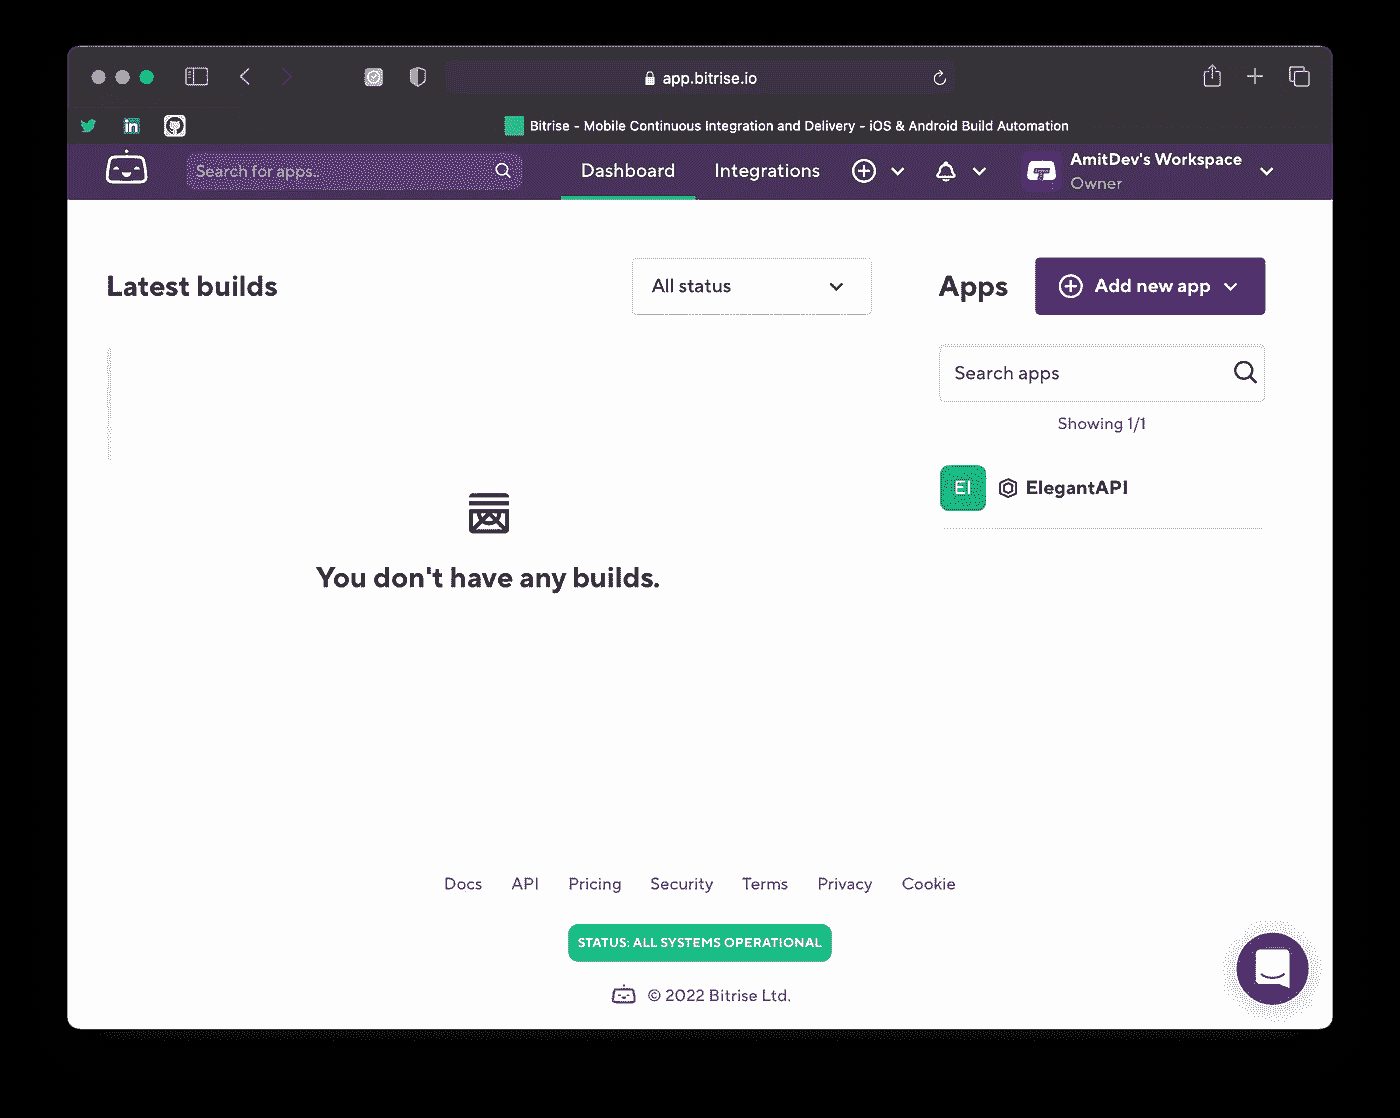 app.bitrise.io
in
Bitrise - Mobile Continuous Integration and Delivery - iOS & Android Build Automation
Search for apps..
Dashboard
Integrations
AmitDev's Workspace
Owner
Latest builds
All status
Apps
Add new app
Search apps
Showing 1/1
El
ElegantAPI
You don't have any builds.
Docs API Pricing Security Terms Privacy Cookie
STATUS: ALL SYSTEMS OPERATIONAL
© 2022 Bitrise Ltd.